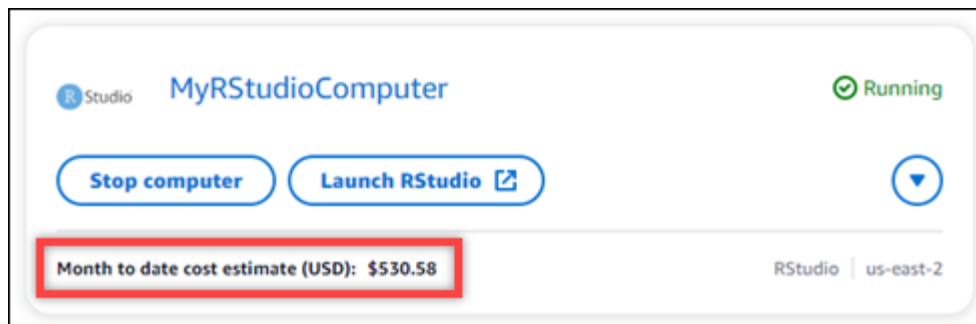 R Studio MyRStudioComputer Running
Stop computer Launch RStudio
Month to date cost estimate (USD): $530.58 RStudio us-east-2